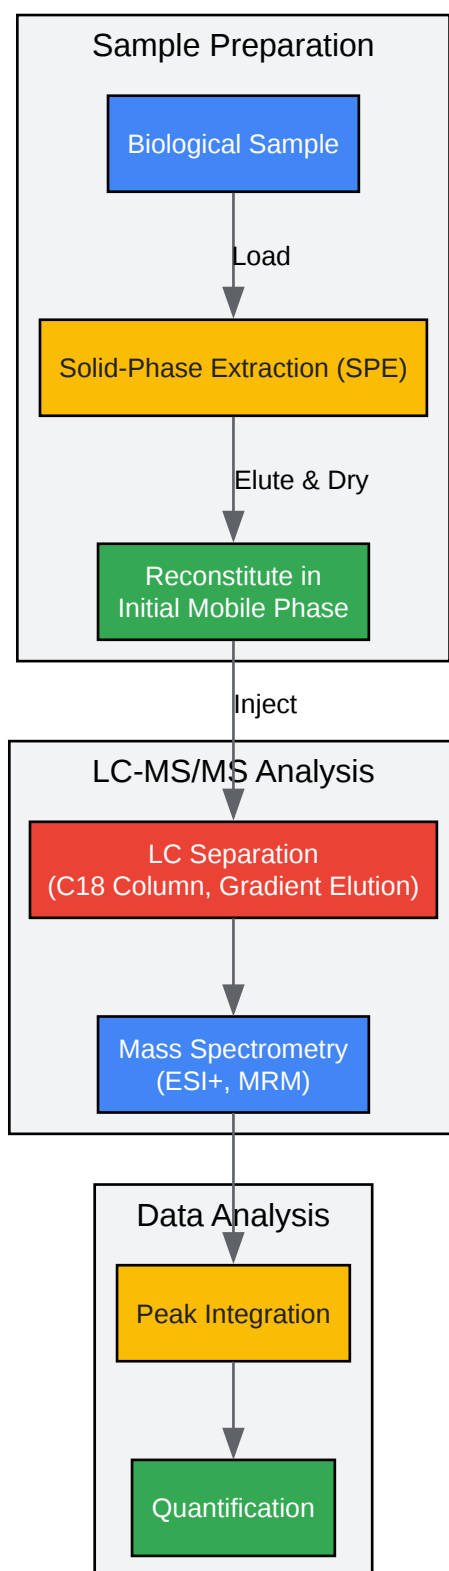 Sample Preparation
Biological Sample
Load
Solid-Phase Extraction (SPE)
Elute & Dry
Reconstitute in
Initial Mobile Phase
Inject
LC-MS/MS Analysis
LC Separation
(C18 Column, Gradient Elution)
Mass Spectrometry
(ESI+, MRM)
Data Analysis
Peak Integration
Quantification